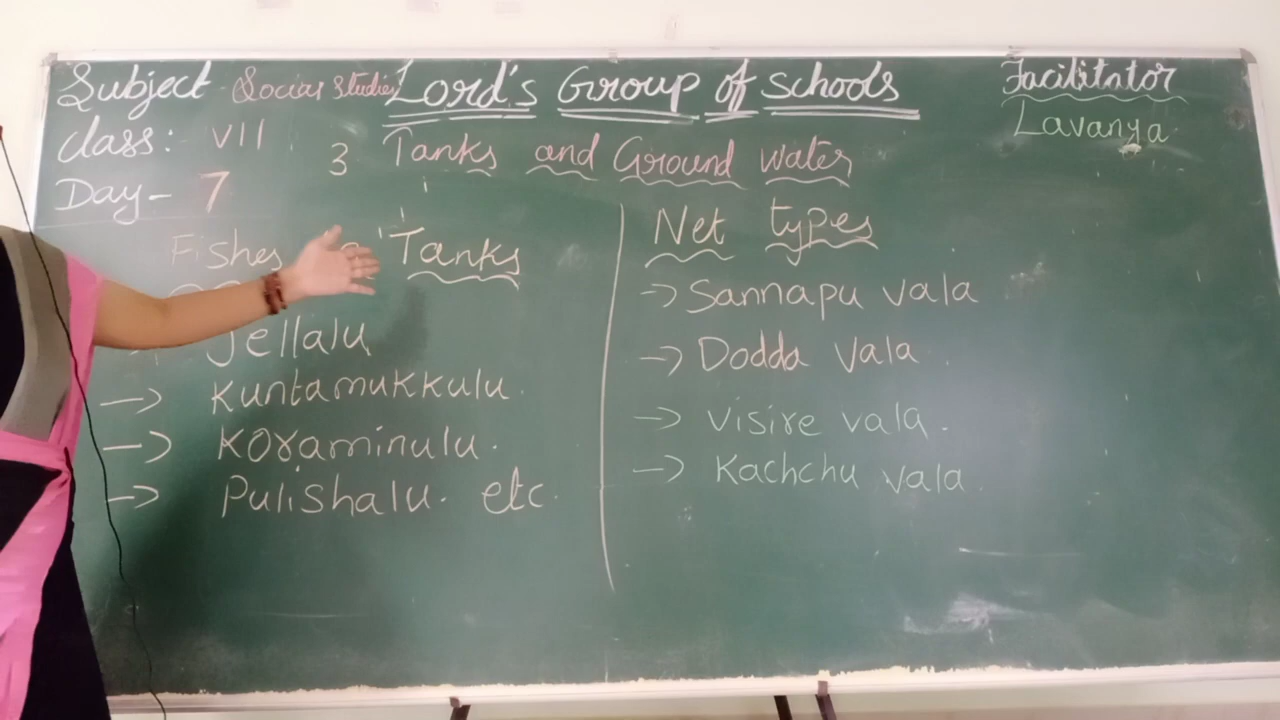 Subject - Social Studies Lord's Group of schools Facilitator
Class: - VII Lavanya
3 Tanks and Ground water
Day - 7
Fishes Tanks
Jellalu
→ Kuntamukkulu.
→ Koraminulu.
→ Pulishalu. etc.
Net types
→ Sannapu vala
→ Dodda vala
→ visire vala.
→ Kachchu vala